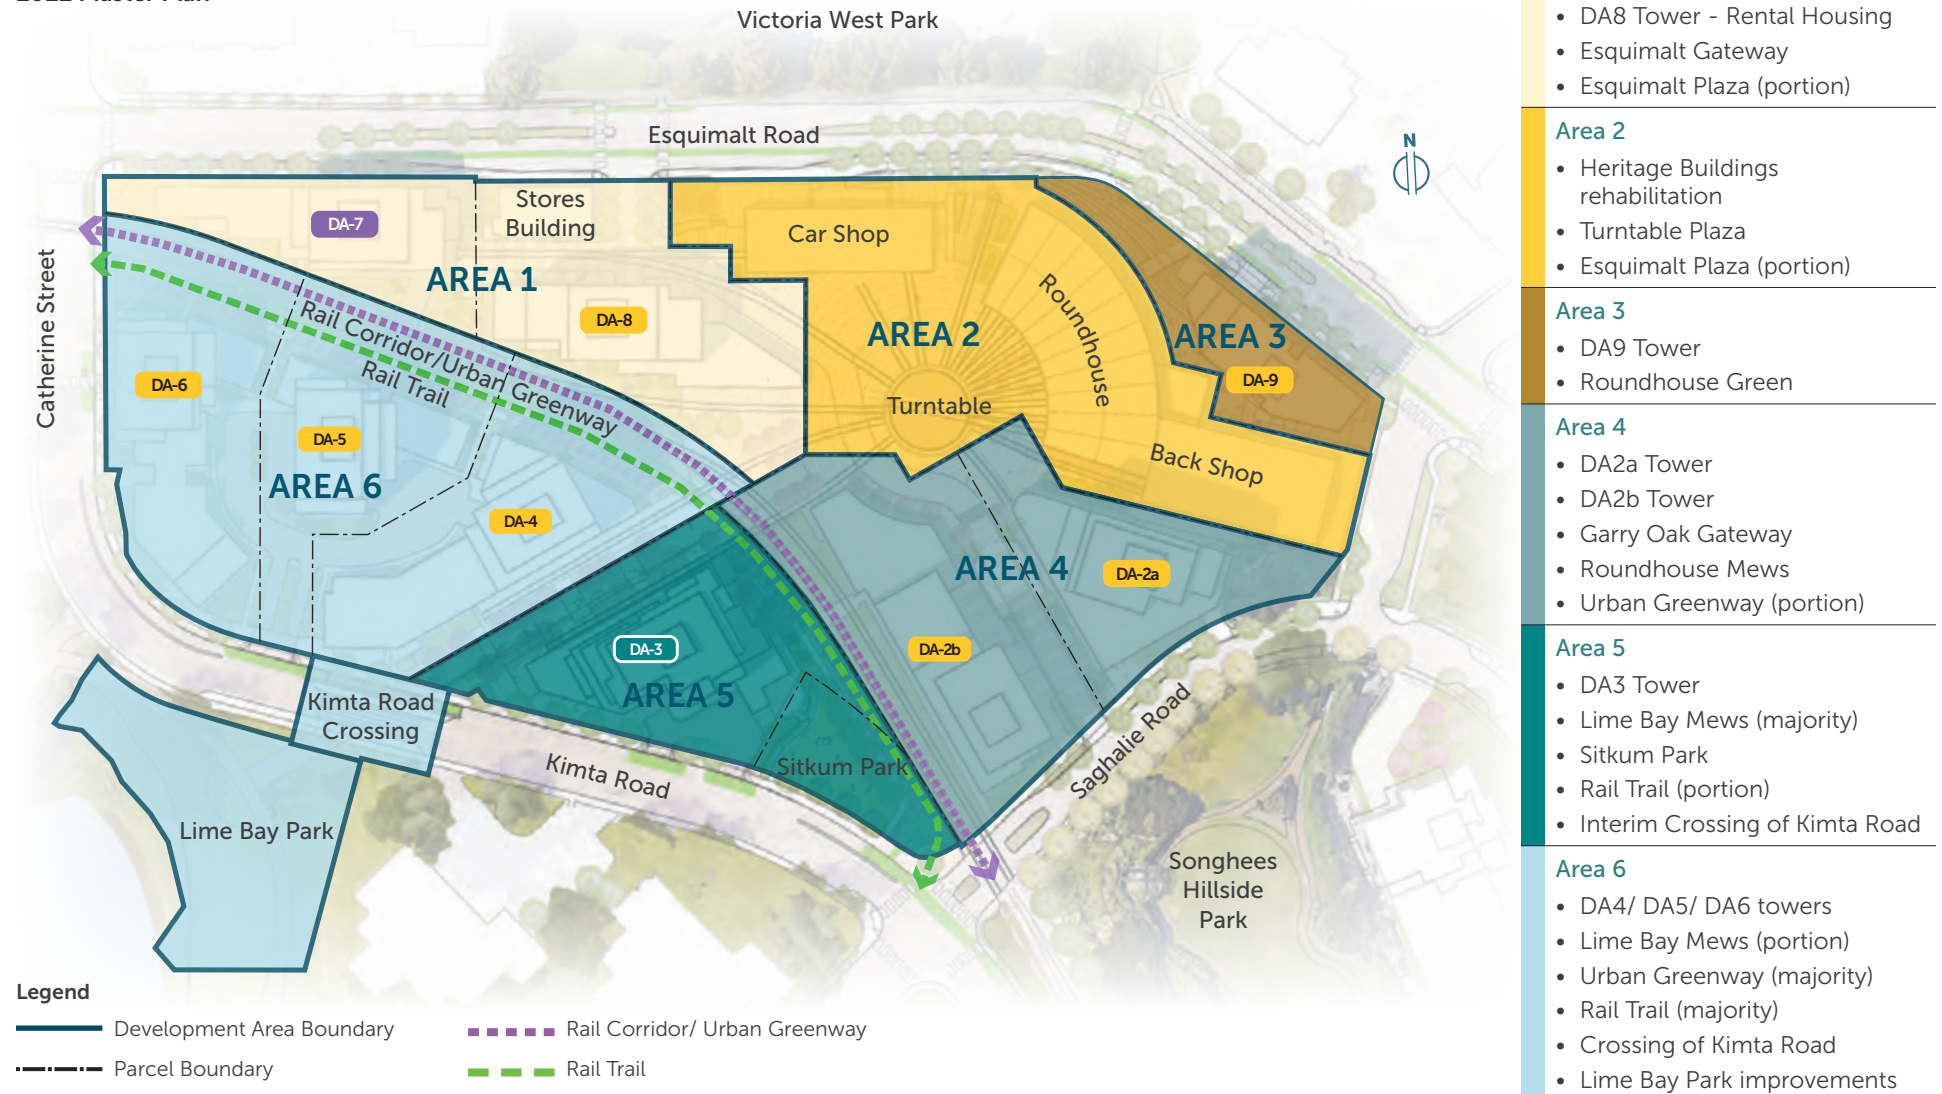 2022 Master Plan
Victoria West Park
Esquimalt Road
N
Catherine Street
DA-7
Stores
Building
Car Shop
AREA 1
DA-8
AREA 2
Roundhouse
AREA 3
DA-9
Rail Corridor/Urban Greenway
Rail Trail
Turntable
Back Shop
DA-6
DA-5
AREA 6
DA-4
AREA 4
DA-2a
DA-2b
DA-3
AREA 5
Sitkum Park
Kimta Road
Crossing
Kimta Road
Saghalie Road
Lime Bay Park
Songhees
Hillside
Park
Legend
Development Area Boundary
Parcel Boundary
Rail Corridor/ Urban Greenway
Rail Trail
• DA8 Tower - Rental Housing
• Esquimalt Gateway
• Esquimalt Plaza (portion)
Area 2
• Heritage Buildings
rehabilitation
• Turntable Plaza
• Esquimalt Plaza (portion)
Area 3
• DA9 Tower
• Roundhouse Green
Area 4
• DA2a Tower
• DA2b Tower
• Garry Oak Gateway
• Roundhouse Mews
• Urban Greenway (portion)
Area 5
• DA3 Tower
• Lime Bay Mews (majority)
• Sitkum Park
• Rail Trail (portion)
• Interim Crossing of Kimta Road
Area 6
• DA4/ DA5/ DA6 towers
• Lime Bay Mews (portion)
• Urban Greenway (majority)
• Rail Trail (majority)
• Crossing of Kimta Road
• Lime Bay Park improvements